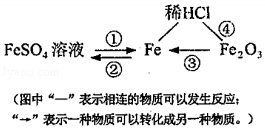 稀HCl
① ④
FeSO₄溶液 Fe Fe₂O₃
② ③
(图中“—”表示相连的物质可以发生反应;
“→”表示一种物质可以转化成另一种物质。)